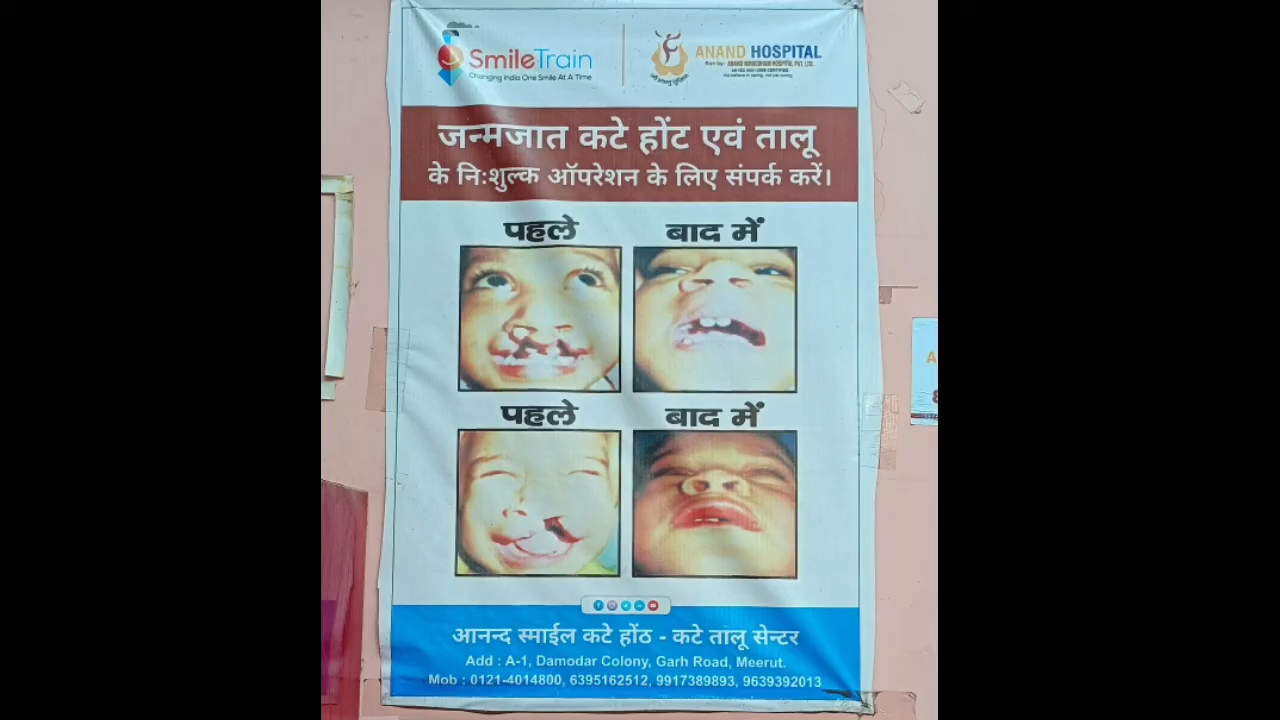 SmileTrain
Changing India One Smile At A Time
ANAND HOSPITAL
जन्मजात कटे होंट एवं तालू
के निःशुल्क ऑपरेशन के लिए संपर्क करें।
पहले
बाद में
पहले
बाद में
आनन्द स्माईल कटे होंठ - कटे तालू सेन्टर
Add : A-1, Damodar Colony, Garh Road, Meerut.
Mob : 0121-4014800, 6395162512, 9917389893, 9639392013